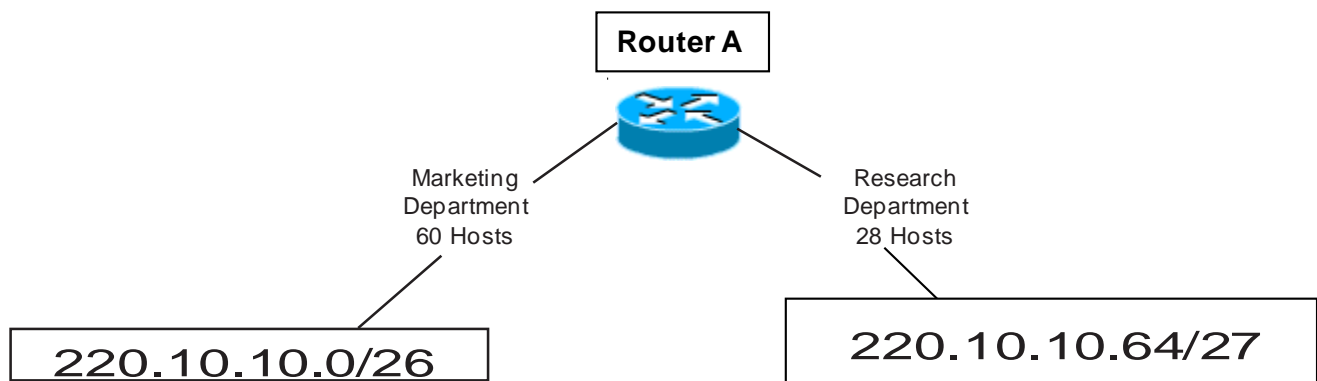 Router A
Marketing
Department
60 Hosts
Research
Department
28 Hosts
220.10.10.0/26
220.10.10.64/27